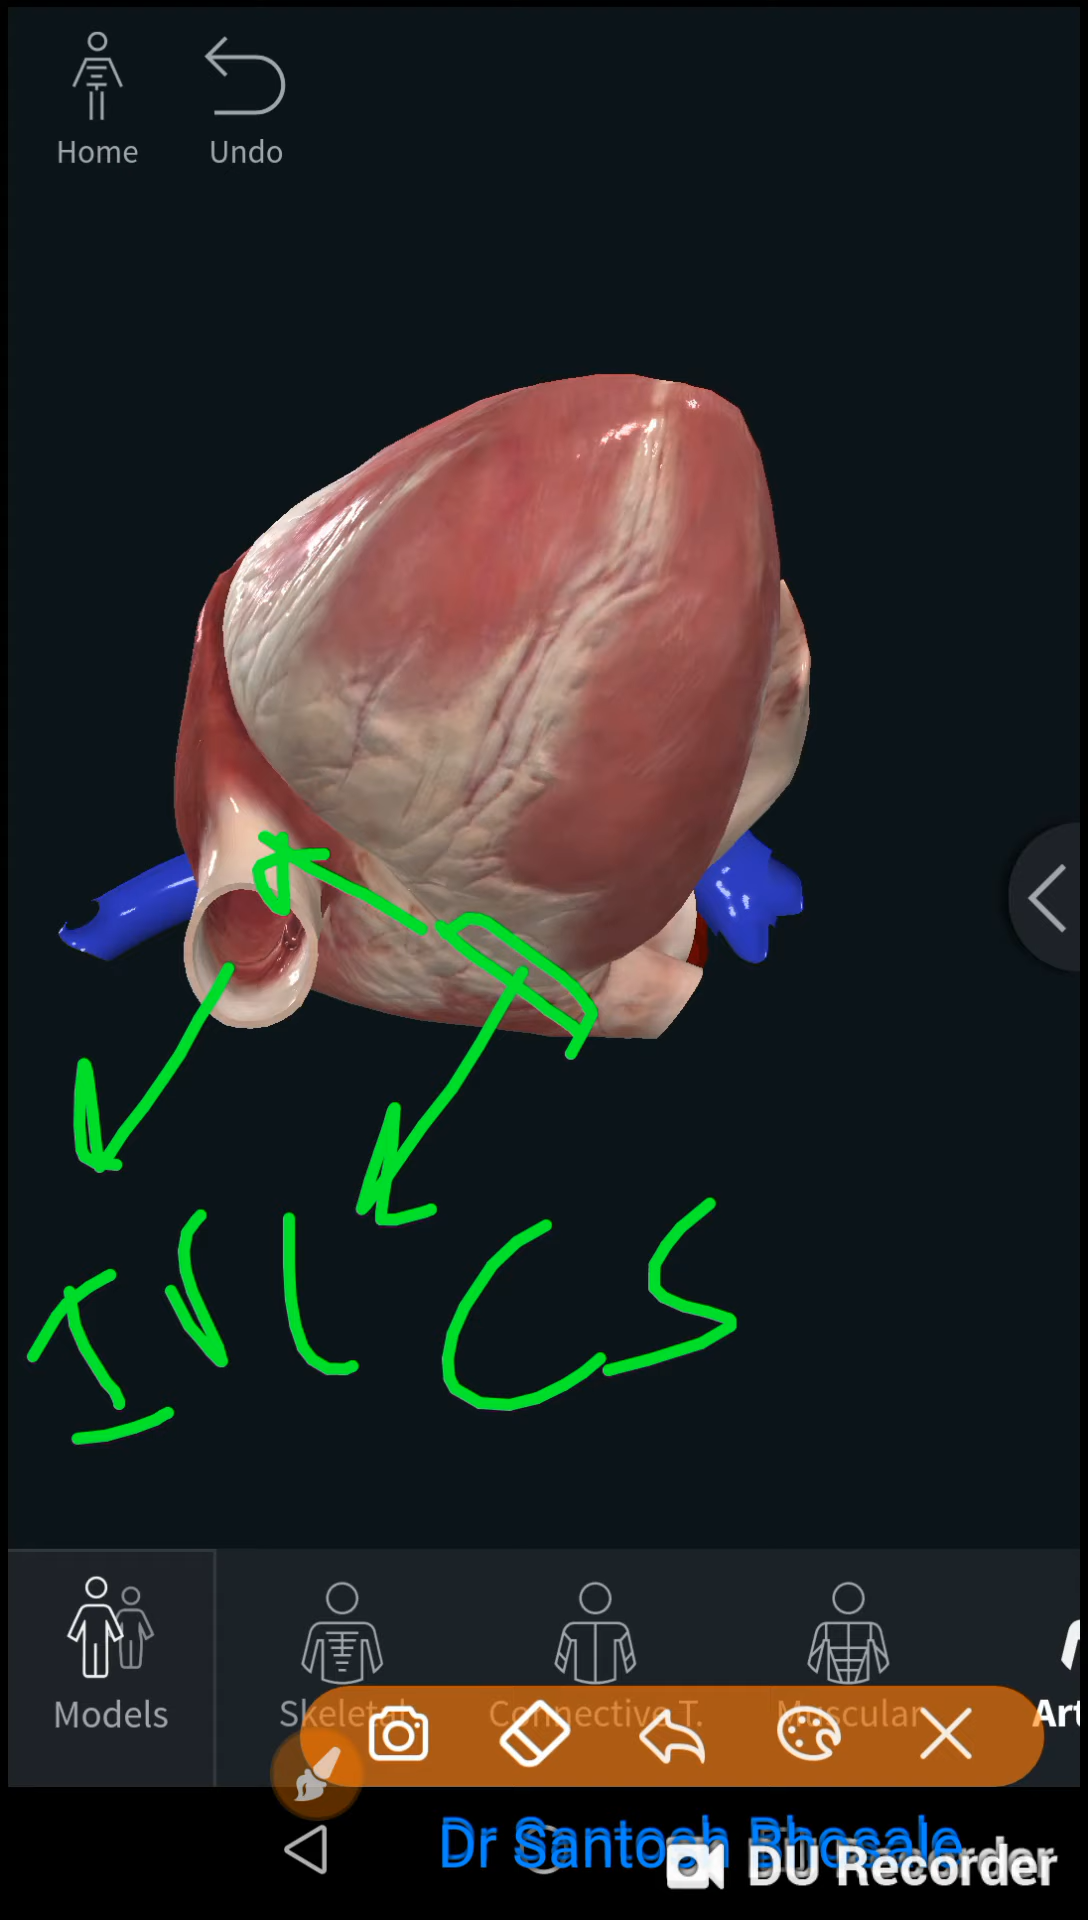 Home Undo
IVC CS
Models Skeletal Connective T. Muscular Art
Dr Santosh Bhosale
DU Recorder